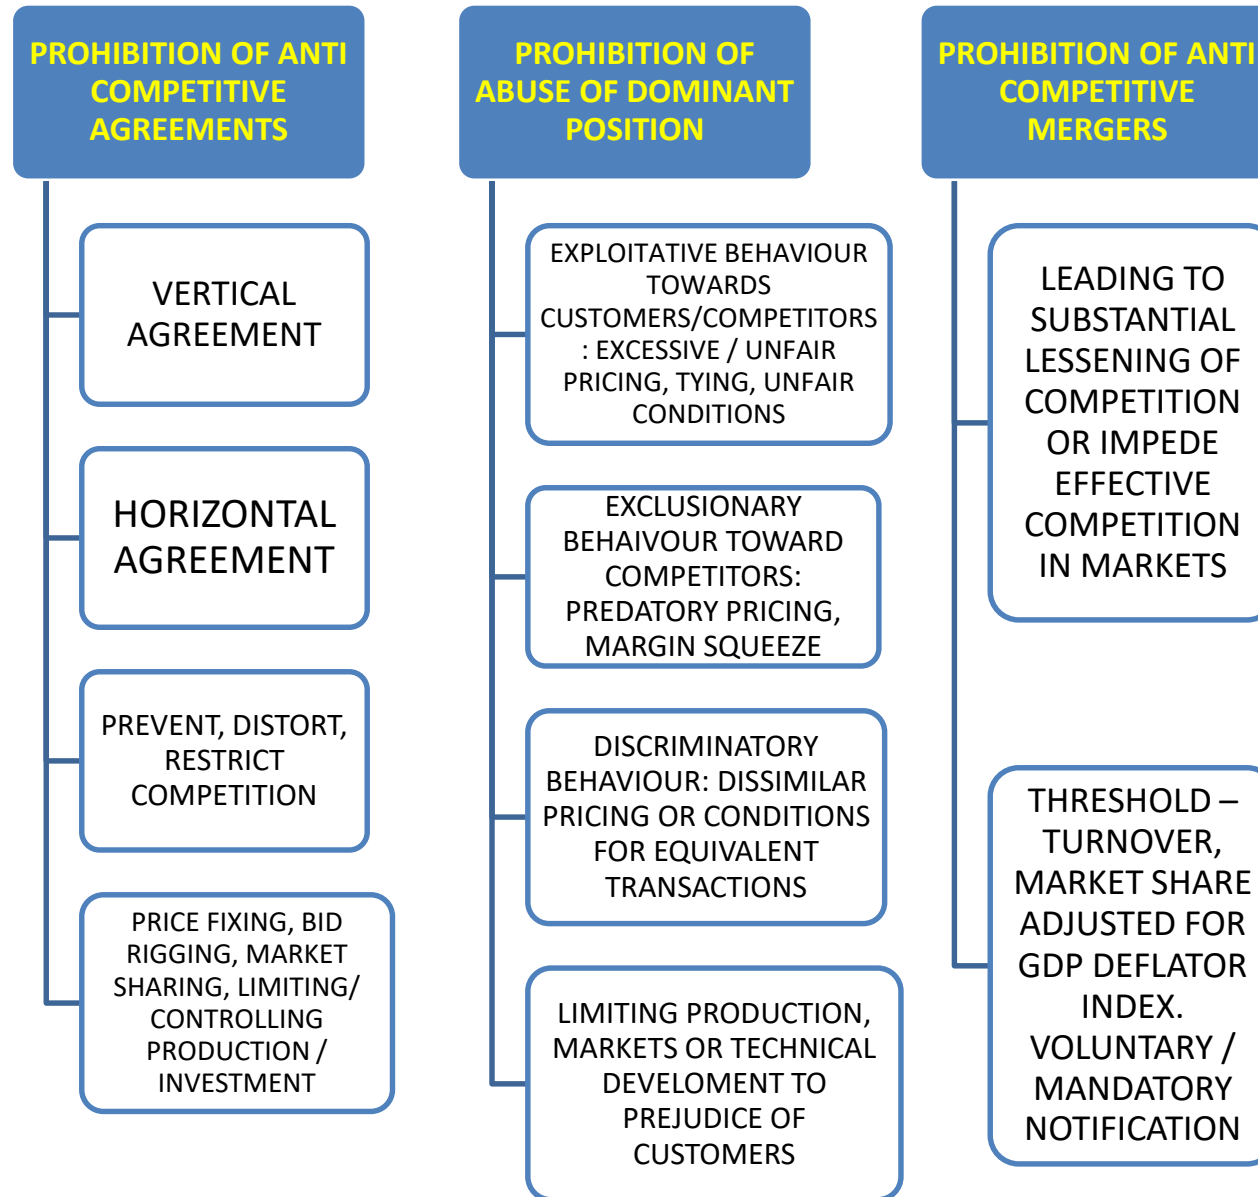 PROHIBITION OF ANTI
COMPETITIVE
AGREEMENTS
VERTICAL
AGREEMENT
HORIZONTAL
AGREEMENT
PREVENT, DISTORT,
RESTRICT
COMPETITION
PRICE FIXING, BID
RIGGING, MARKET
SHARING, LIMITING/
CONTROLLING
PRODUCTION /
INVESTMENT
PROHIBITION OF
ABUSE OF DOMINANT
POSITION
EXPLOITATIVE BEHAVIOUR
TOWARDS
CUSTOMERS/COMPETITORS
: EXCESSIVE / UNFAIR
PRICING, TYING, UNFAIR
CONDITIONS
EXCLUSIONARY
BEHAIVOUR TOWARD
COMPETITORS:
PREDATORY PRICING,
MARGIN SQUEEZE
DISCRIMINATORY
BEHAVIOUR: DISSIMILAR
PRICING OR CONDITIONS
FOR EQUIVALENT
TRANSACTIONS
LIMITING PRODUCTION,
MARKETS OR TECHNICAL
DEVELOMENT TO
PREJUDICE OF
CUSTOMERS
PROHIBITION OF ANTI
COMPETITIVE
MERGERS
LEADING TO
SUBSTANTIAL
LESSENING OF
COMPETITION
OR IMPEDE
EFFECTIVE
COMPETITION
IN MARKETS
THRESHOLD –
TURNOVER,
MARKET SHARE
ADJUSTED FOR
GDP DEFLATOR
INDEX.
VOLUNTARY /
MANDATORY
NOTIFICATION